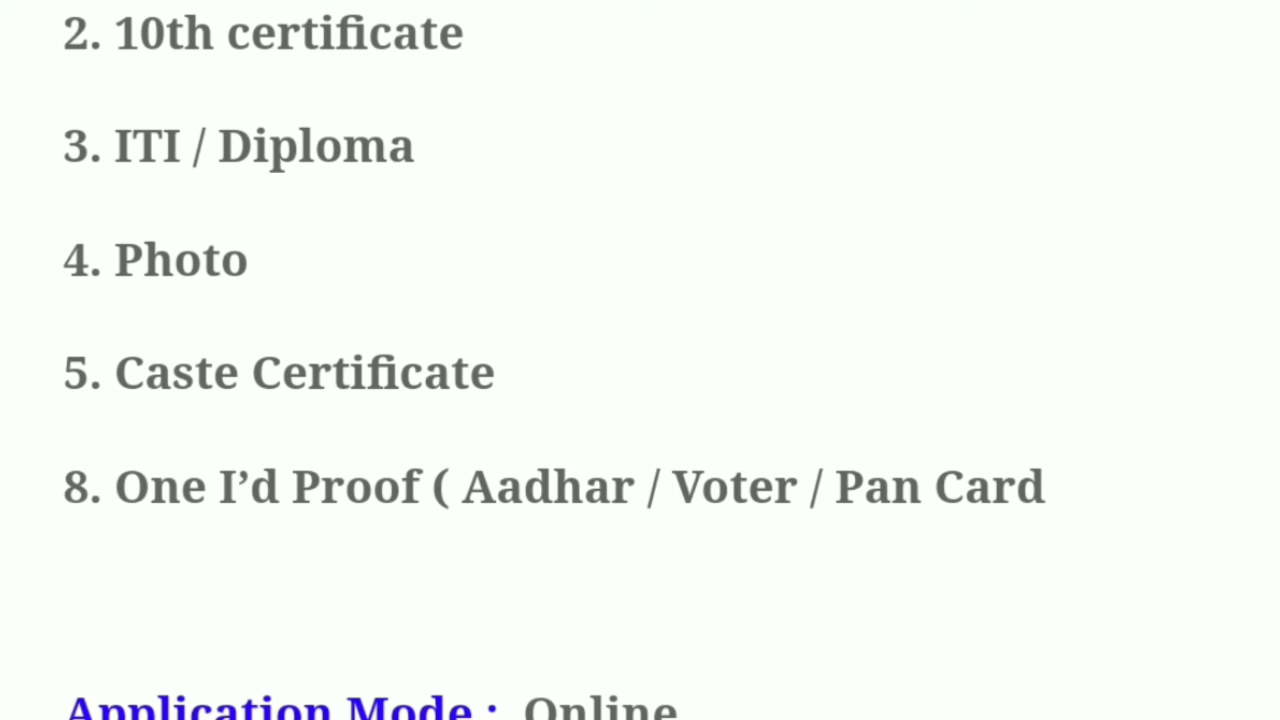 2. 10th certificate
3. ITI / Diploma
4. Photo
5. Caste Certificate
8. One I’d Proof ( Aadhar / Voter / Pan Card
Application Mode : Online